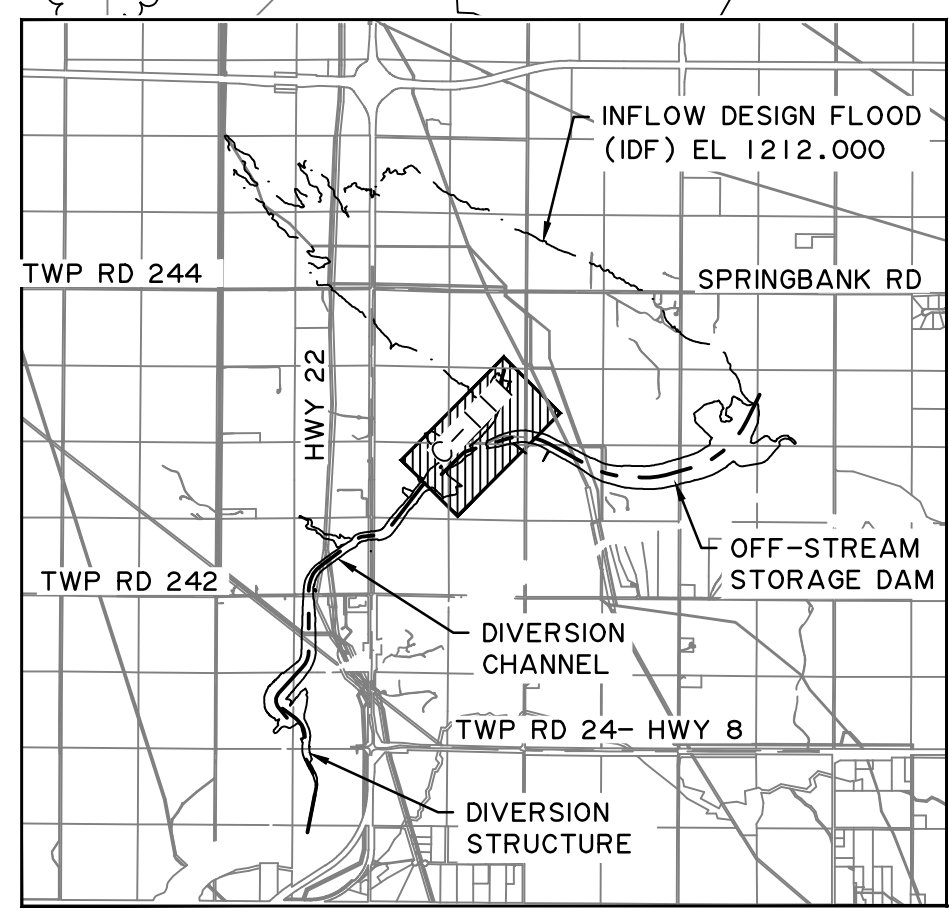 INFLOW DESIGN FLOOD
(IDF) EL 1212.000
TWP RD 244
SPRINGBANK RD
HWY 22
OFF-STREAM
STORAGE DAM
TWP RD 242
DIVERSION
CHANNEL
TWP RD 24- HWY 8
DIVERSION
STRUCTURE